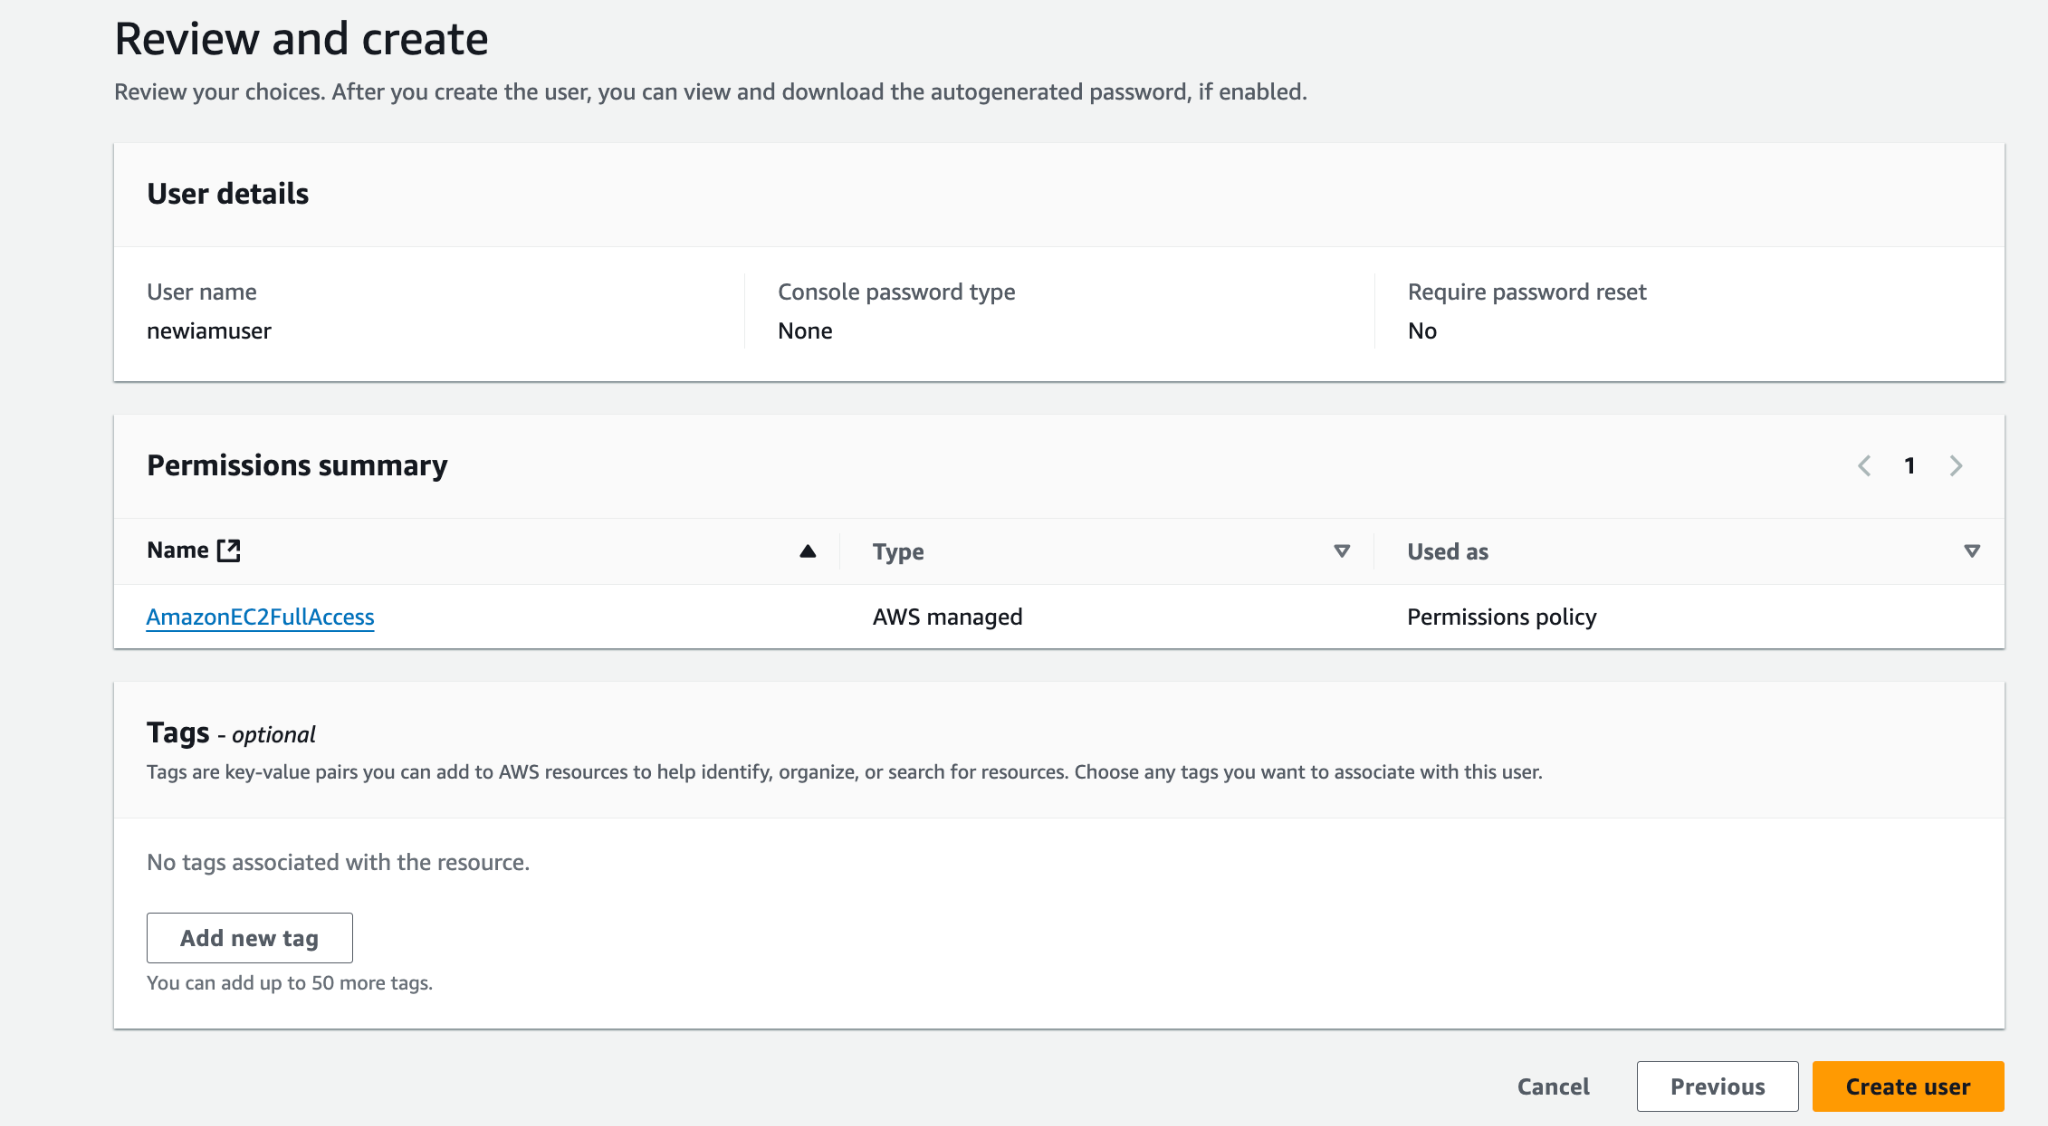 Review and create
Review your choices. After you create the user, you can view and download the autogenerated password, if enabled.
User details
User name
newiamuser
Console password type
None
Require password reset
No
Permissions summary
1
Name
Type
Used as
AmazonEC2FullAccess
AWS managed
Permissions policy
Tags - optional
Tags are key-value pairs you can add to AWS resources to help identify, organize, or search for resources. Choose any tags you want to associate with this user.
No tags associated with the resource.
Add new tag
You can add up to 50 more tags.
Cancel
Previous
Create user